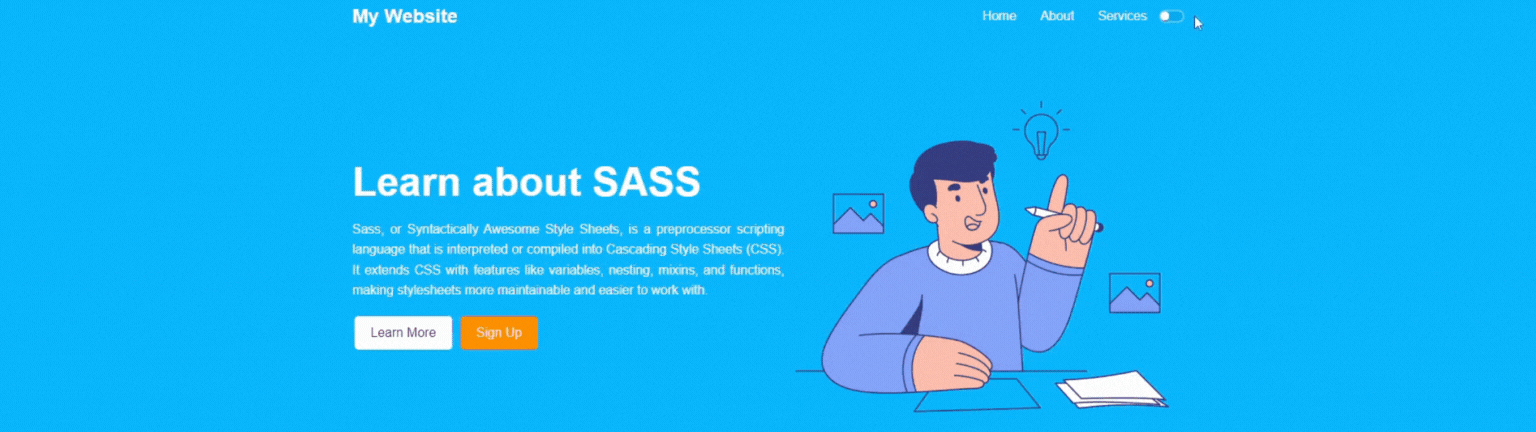 My Website
Home About Services
Learn about SASS
Sass, or Syntactically Awesome Style Sheets, is a preprocessor scripting
language that is interpreted or compiled into Cascading Style Sheets (CSS).
It extends CSS with features like variables, nesting, mixins, and functions,
making stylesheets more maintainable and easier to work with.
Learn More Sign Up